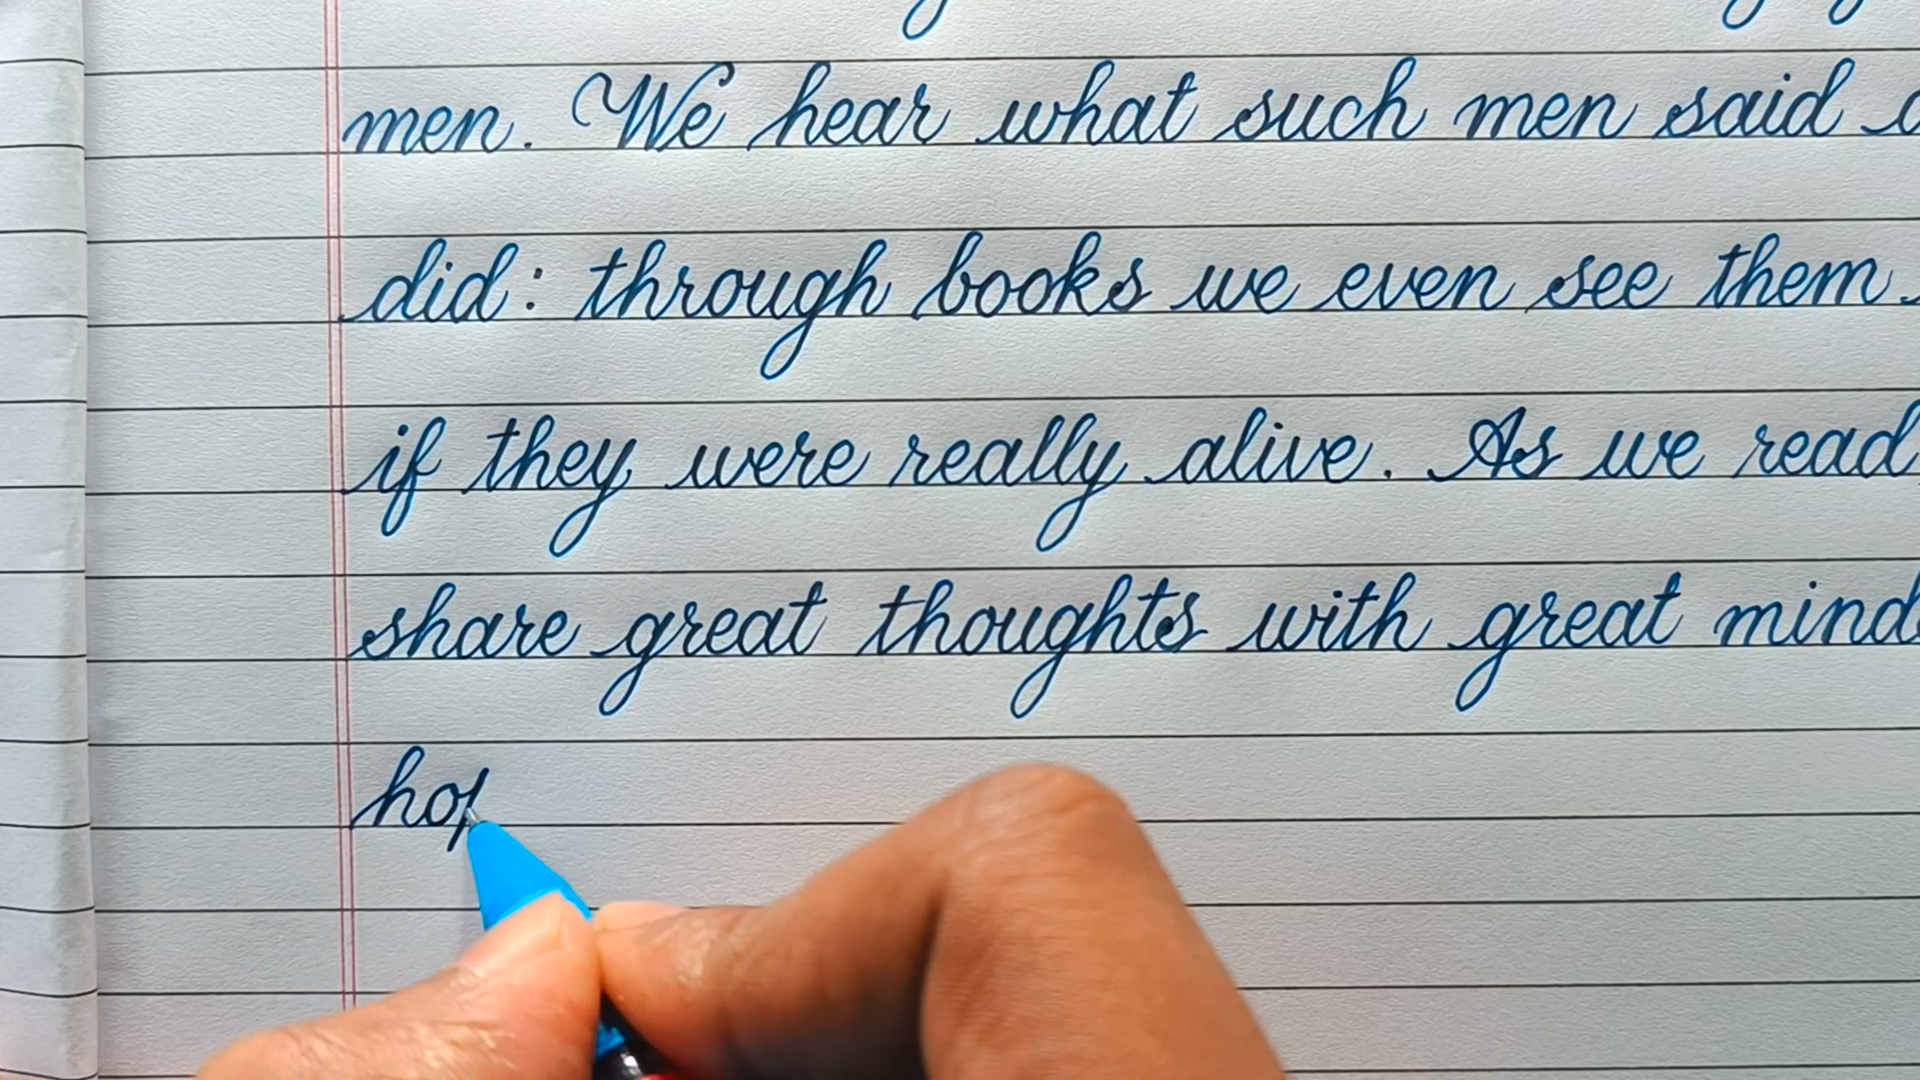 men. We hear what such men said
did: through books we even see them
if they were really alive. As we read
share great thoughts with great mind
hop